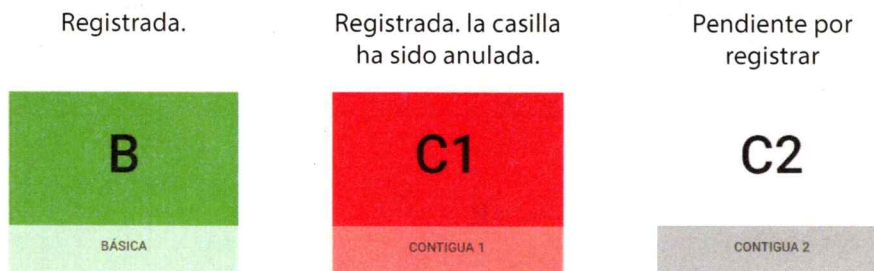 Registrada.
Registrada. la casilla
ha sido anulada.
Pendiente por
registrar
B
C1
C2
BÁSICA
CONTIGUA 1
CONTIGUA 2